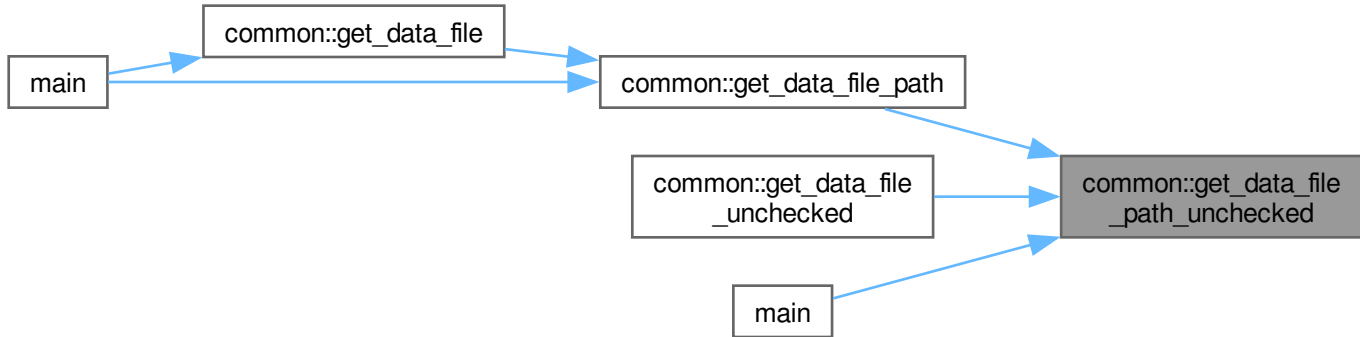 common::get_data_file
main
common::get_data_file_path
common::get_data_file
_unchecked
common::get_data_file
_path_unchecked
main